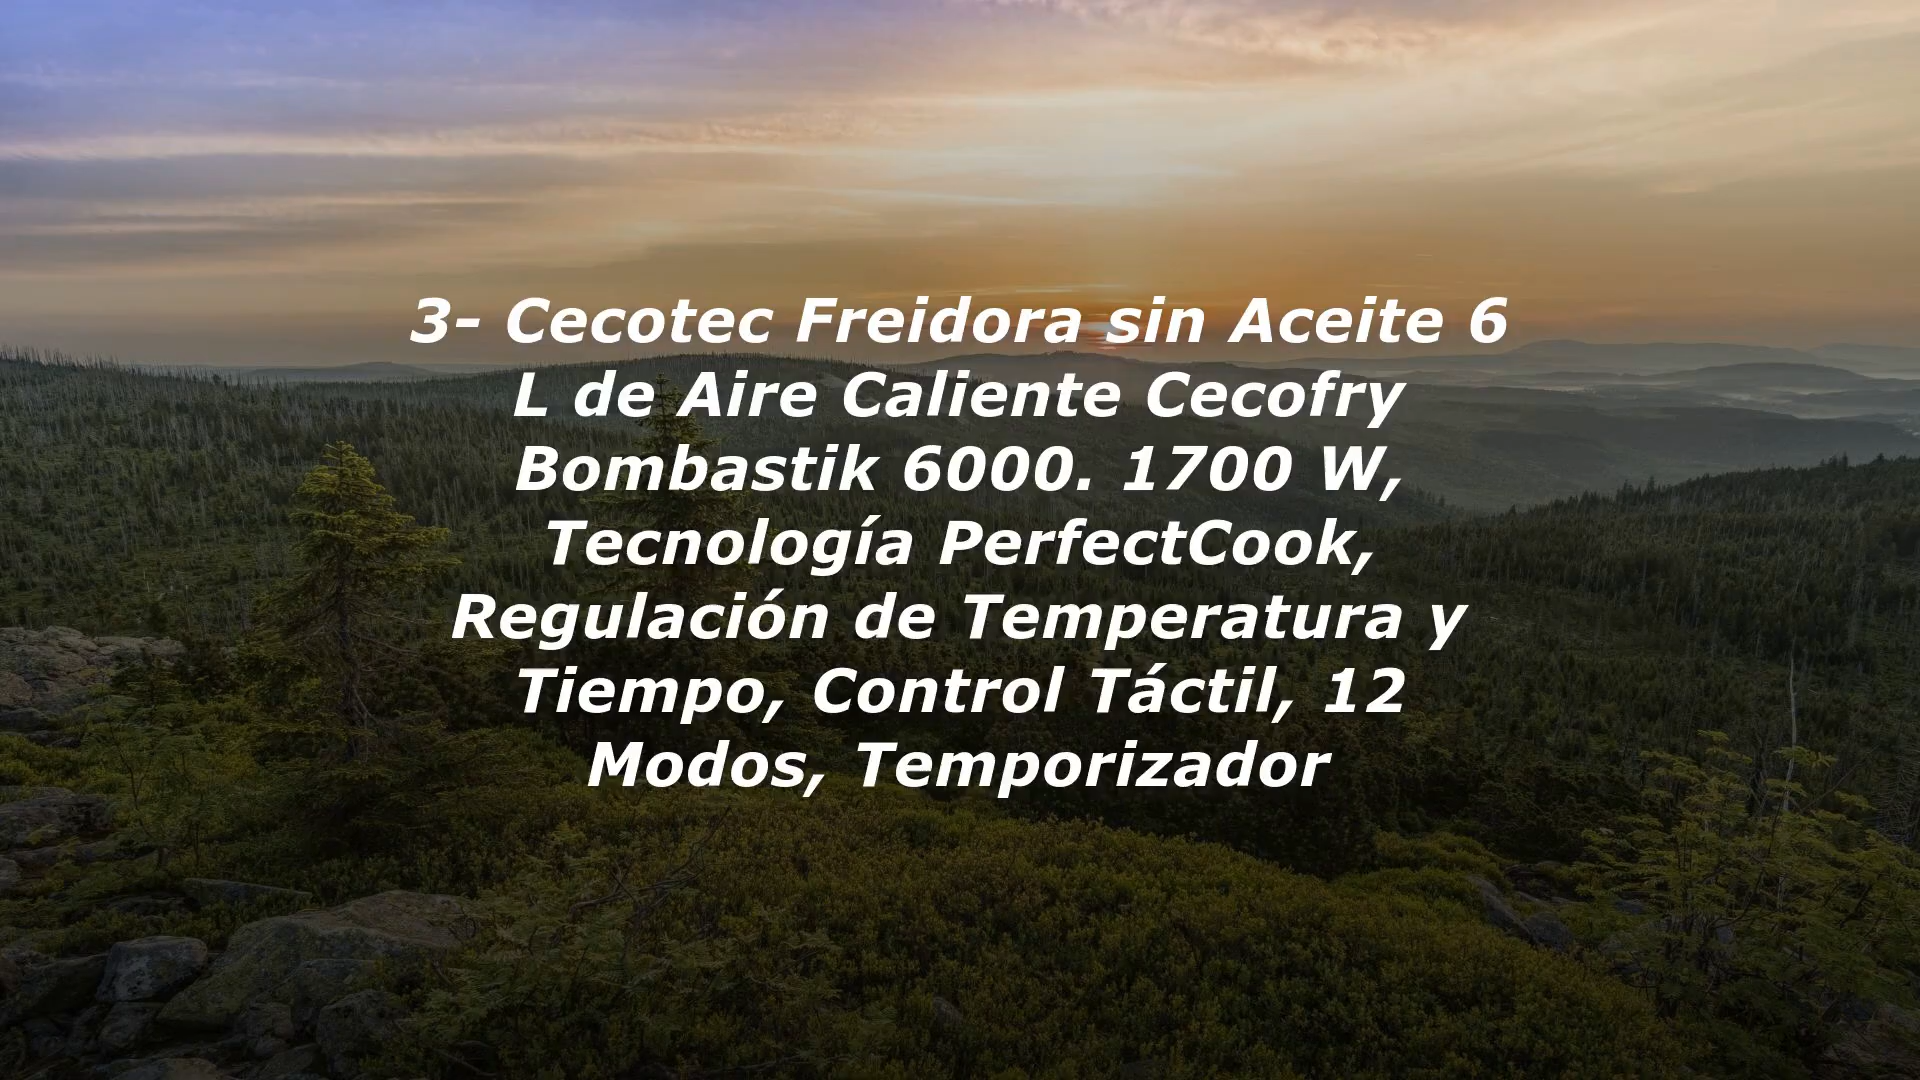 3- Cecotec Freidora sin Aceite 6
L de Aire Caliente Cecofry
Bombastik 6000. 1700 W,
Tecnología PerfectCook,
Regulación de Temperatura y
Tiempo, Control Táctil, 12
Modos, Temporizador